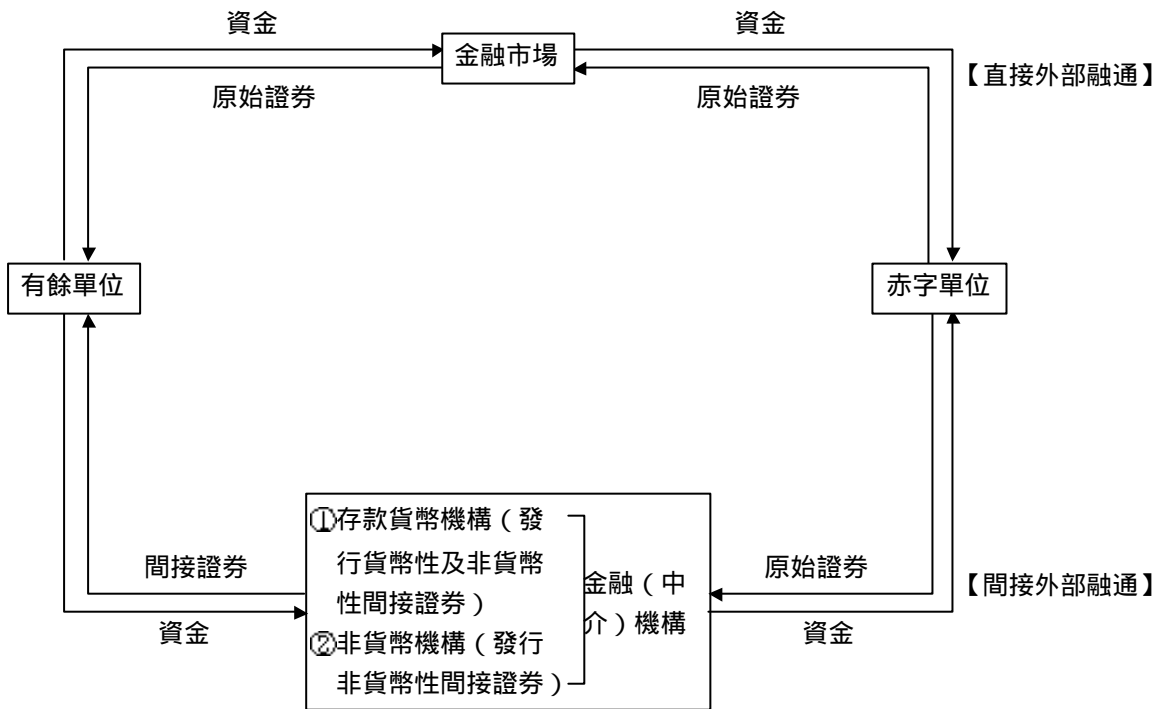 資金
資金
金融市場
【直接外部融通】
原始證券
原始證券
有餘單位
赤字單位
①存款貨幣機構（發
行貨幣性及非貨幣
性間接證券）
②非貨幣機構（發行
非貨幣性間接證券）
金融（中
介）機構
間接證券
原始證券
【間接外部融通】
資金
資金